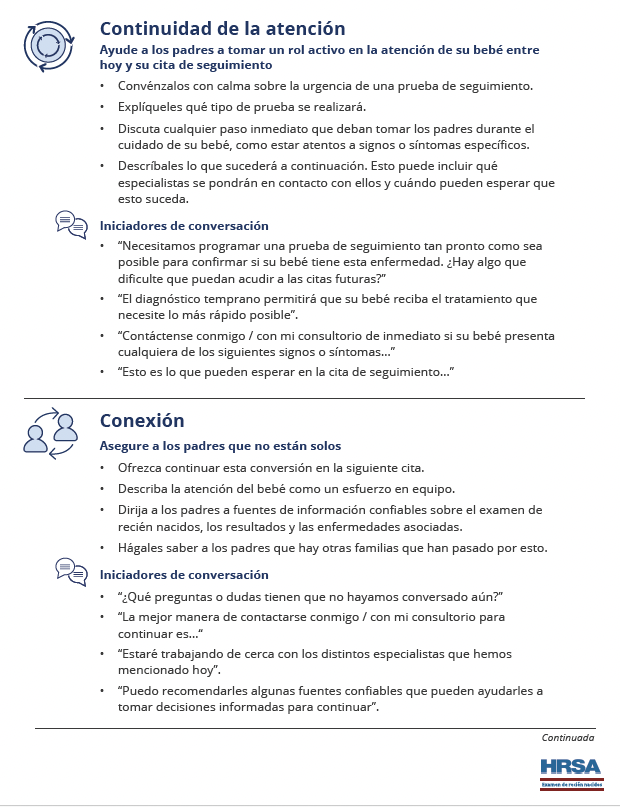 Continuidad de la atención
Ayude a los padres a tomar un rol activo en la atención de su bebé entre
hoy y su cita de seguimiento
• Convénzalos con calma sobre la urgencia de una prueba de seguimiento.
• Explíqueles qué tipo de prueba se realizará.
• Discuta cualquier paso inmediato que deban tomar los padres durante el
cuidado de su bebé, como estar atentos a signos o síntomas específicos.
• Descríbales lo que sucederá a continuación. Esto puede incluir qué
especialistas se pondrán en contacto con ellos y cuándo pueden esperar que
esto suceda.
Iniciadores de conversación
• “Necesitamos programar una prueba de seguimiento tan pronto como sea
posible para confirmar si su bebé tiene esta enfermedad. ¿Hay algo que
dificulte que puedan acudir a las citas futuras?”
• “El diagnóstico temprano permitirá que su bebé reciba el tratamiento que
necesite lo más rápido posible”.
• “Contáctense conmigo / con mi consultorio de inmediato si su bebé presenta
cualquiera de los siguientes signos o síntomas...”
• “Esto es lo que pueden esperar en la cita de seguimiento...”
Conexión
Asegure a los padres que no están solos
• Ofrezca continuar esta conversión en la siguiente cita.
• Describa la atención del bebé como un esfuerzo en equipo.
• Dirija a los padres a fuentes de información confiables sobre el examen de
recién nacidos, los resultados y las enfermedades asociadas.
• Hágales saber a los padres que hay otras familias que han pasado por esto.
Iniciadores de conversación
• “¿Qué preguntas o dudas tienen que no hayamos conversado aún?”
• “La mejor manera de contactarse conmigo / con mi consultorio para
continuar es...“
• “Estaré trabajando de cerca con los distintos especialistas que hemos
mencionado hoy”.
• “Puedo recomendarles algunas fuentes confiables que pueden ayudarles a
tomar decisiones informadas para continuar”.
Continuada
HRSA
Examen de recién nacidos